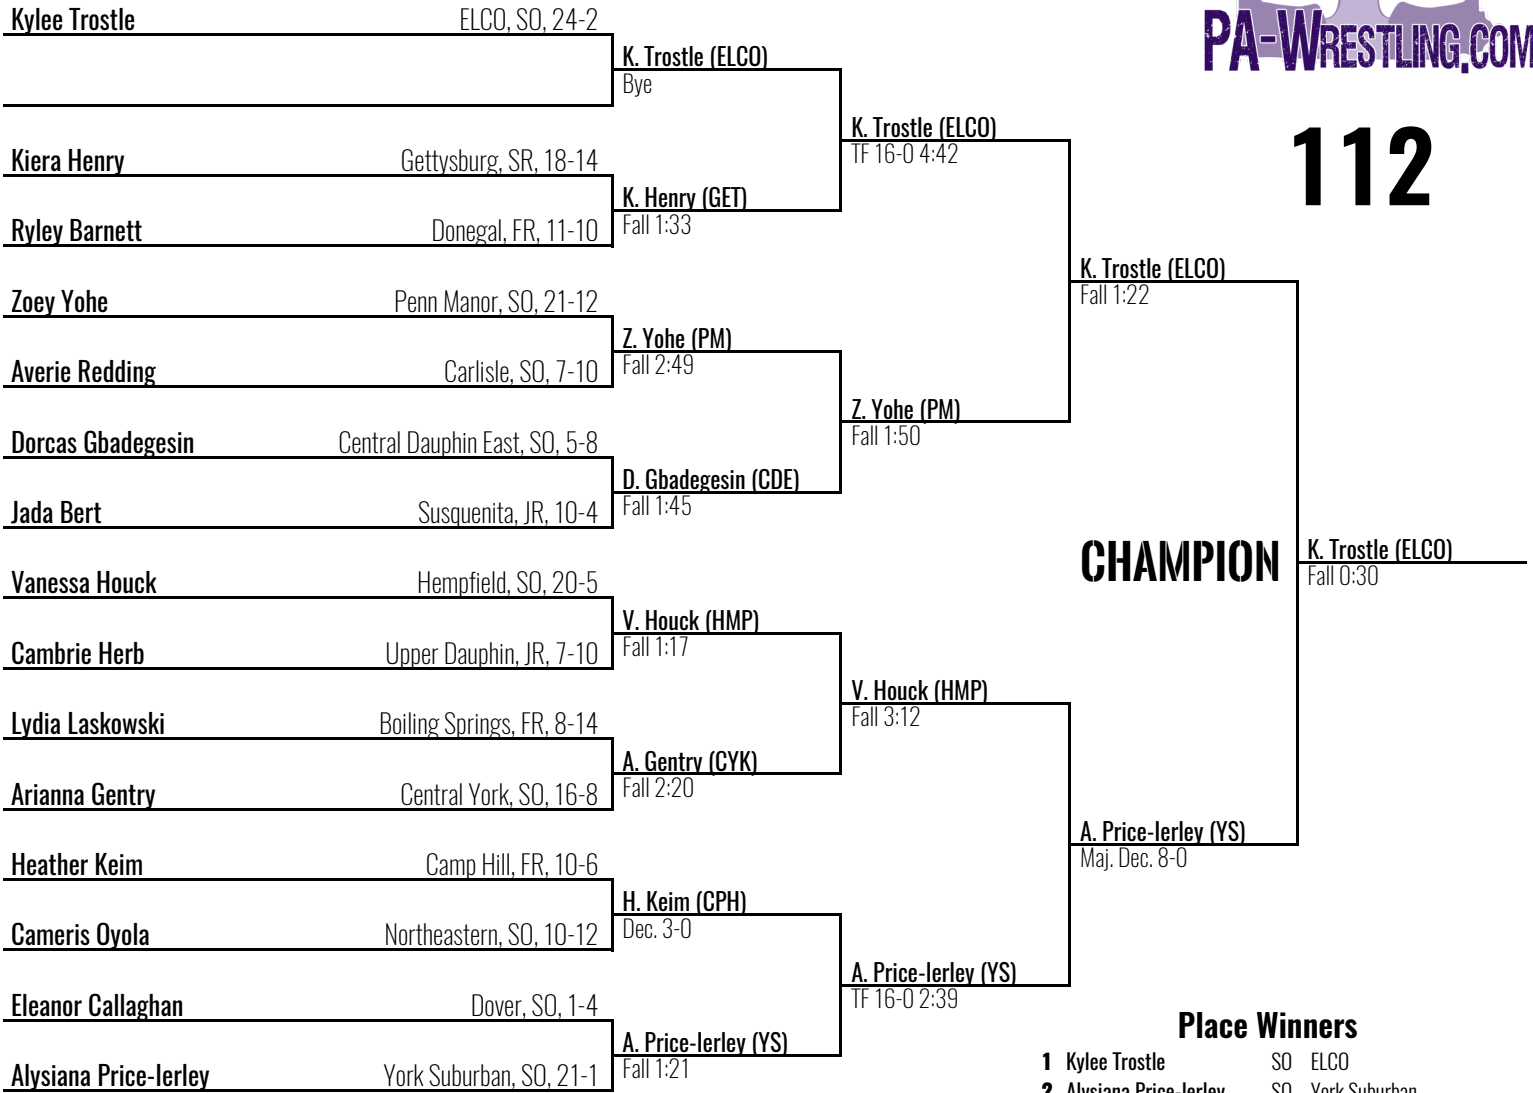 PA-WRESTLING.COM
112
Kylee Trostle ELCO, SO, 24-2
K. Trostle (ELCO)
Bye
K. Trostle (ELCO)
TF 16-0 4:42
Kiera Henry Gettysburg, SR, 18-14
K. Henry (GET)
Fall 1:33
Ryley Barnett Donegal, FR, 11-10
K. Trostle (ELCO)
Fall 1:22
Zoey Yohe Penn Manor, SO, 21-12
Z. Yohe (PM)
Fall 2:49
Averie Redding Carlisle, SO, 7-10
Z. Yohe (PM)
Fall 1:50
Dorcas Gbadegesin Central Dauphin East, SO, 5-8
D. Gbadegesin (CDE)
Fall 1:45
Jada Bert Susquenita, JR, 10-4
CHAMPION
K. Trostle (ELCO)
Fall 0:30
Vanessa Houck Hempfield, SO, 20-5
V. Houck (HMP)
Fall 1:17
Cambrie Herb Upper Dauphin, JR, 7-10
V. Houck (HMP)
Fall 3:12
Lydia Laskowski Boiling Springs, FR, 8-14
A. Gentry (CYK)
Fall 2:20
Arianna Gentry Central York, SO, 16-8
A. Price-Ierley (YS)
Maj. Dec. 8-0
Heather Keim Camp Hill, FR, 10-6
H. Keim (CPH)
Dec. 3-0
Cameris Oyola Northeastern, SO, 10-12
A. Price-Ierley (YS)
TF 16-0 2:39
Eleanor Callaghan Dover, SO, 1-4
A. Price-Ierley (YS)
Fall 1:21
Alysiana Price-Ierley York Suburban, SO, 21-1
Place Winners
1 Kylee Trostle SO ELCO
2 Alysiana Price-Ierley SO York Suburban